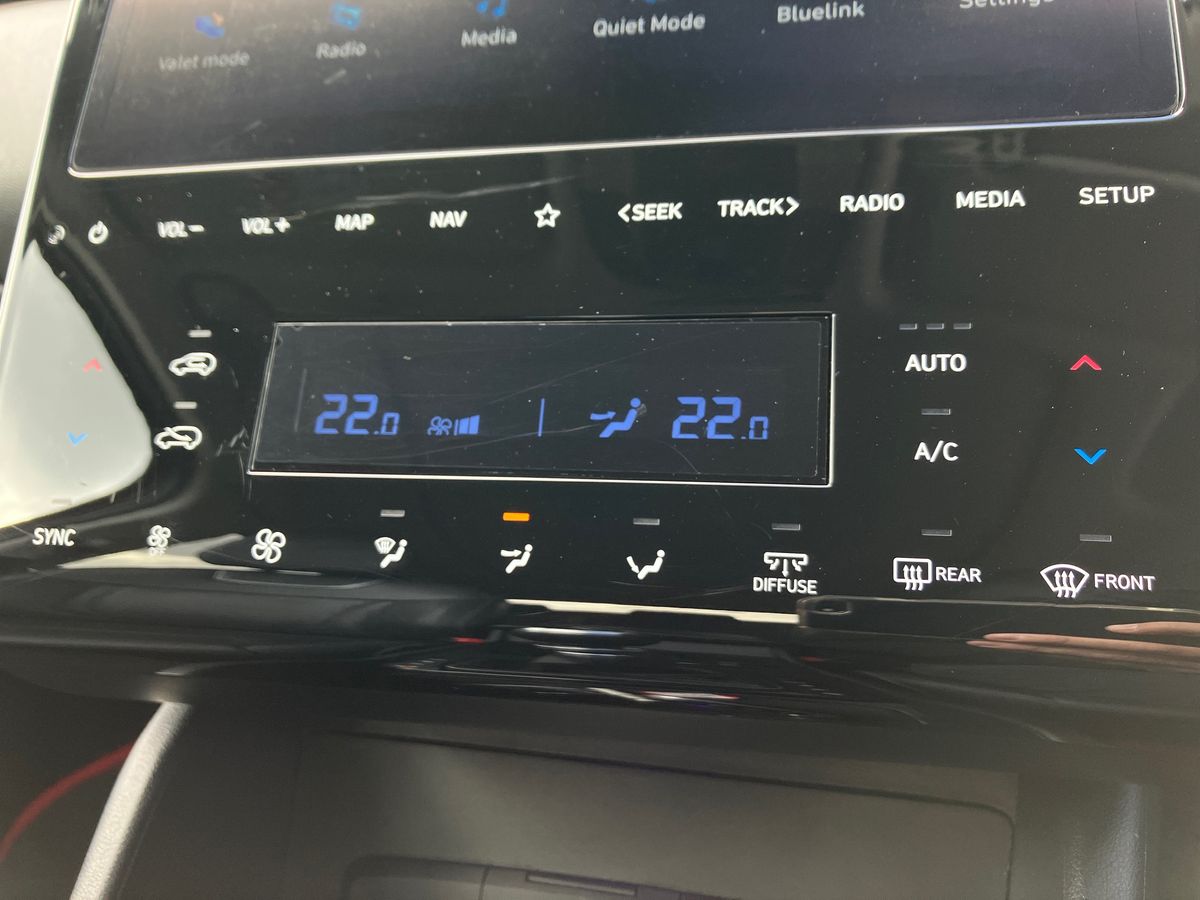 Valet mode
Radio
Media
Quiet Mode
Bluelink
Settings
VOL-
VOL+
MAP
NAV
<SEEK
TRACK>
RADIO
MEDIA
SETUP
AUTO
22.0
22.0
A/C
SYNC
DIFFUSE
REAR
FRONT